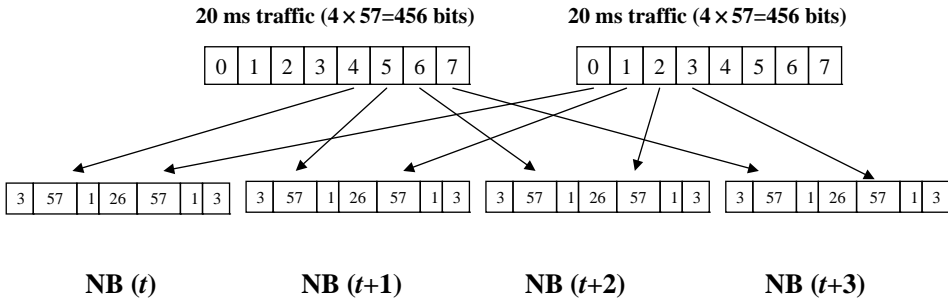 20 ms traffic (4 × 57=456 bits) 20 ms traffic (4 × 57=456 bits)
0 1 2 3 4 5 6 7 0 1 2 3 4 5 6 7
3 57 1 26 57 1 3 3 57 1 26 57 1 3 3 57 1 26 57 1 3 3 57 1 26 57 1 3
NB (t) NB (t+1) NB (t+2) NB (t+3)